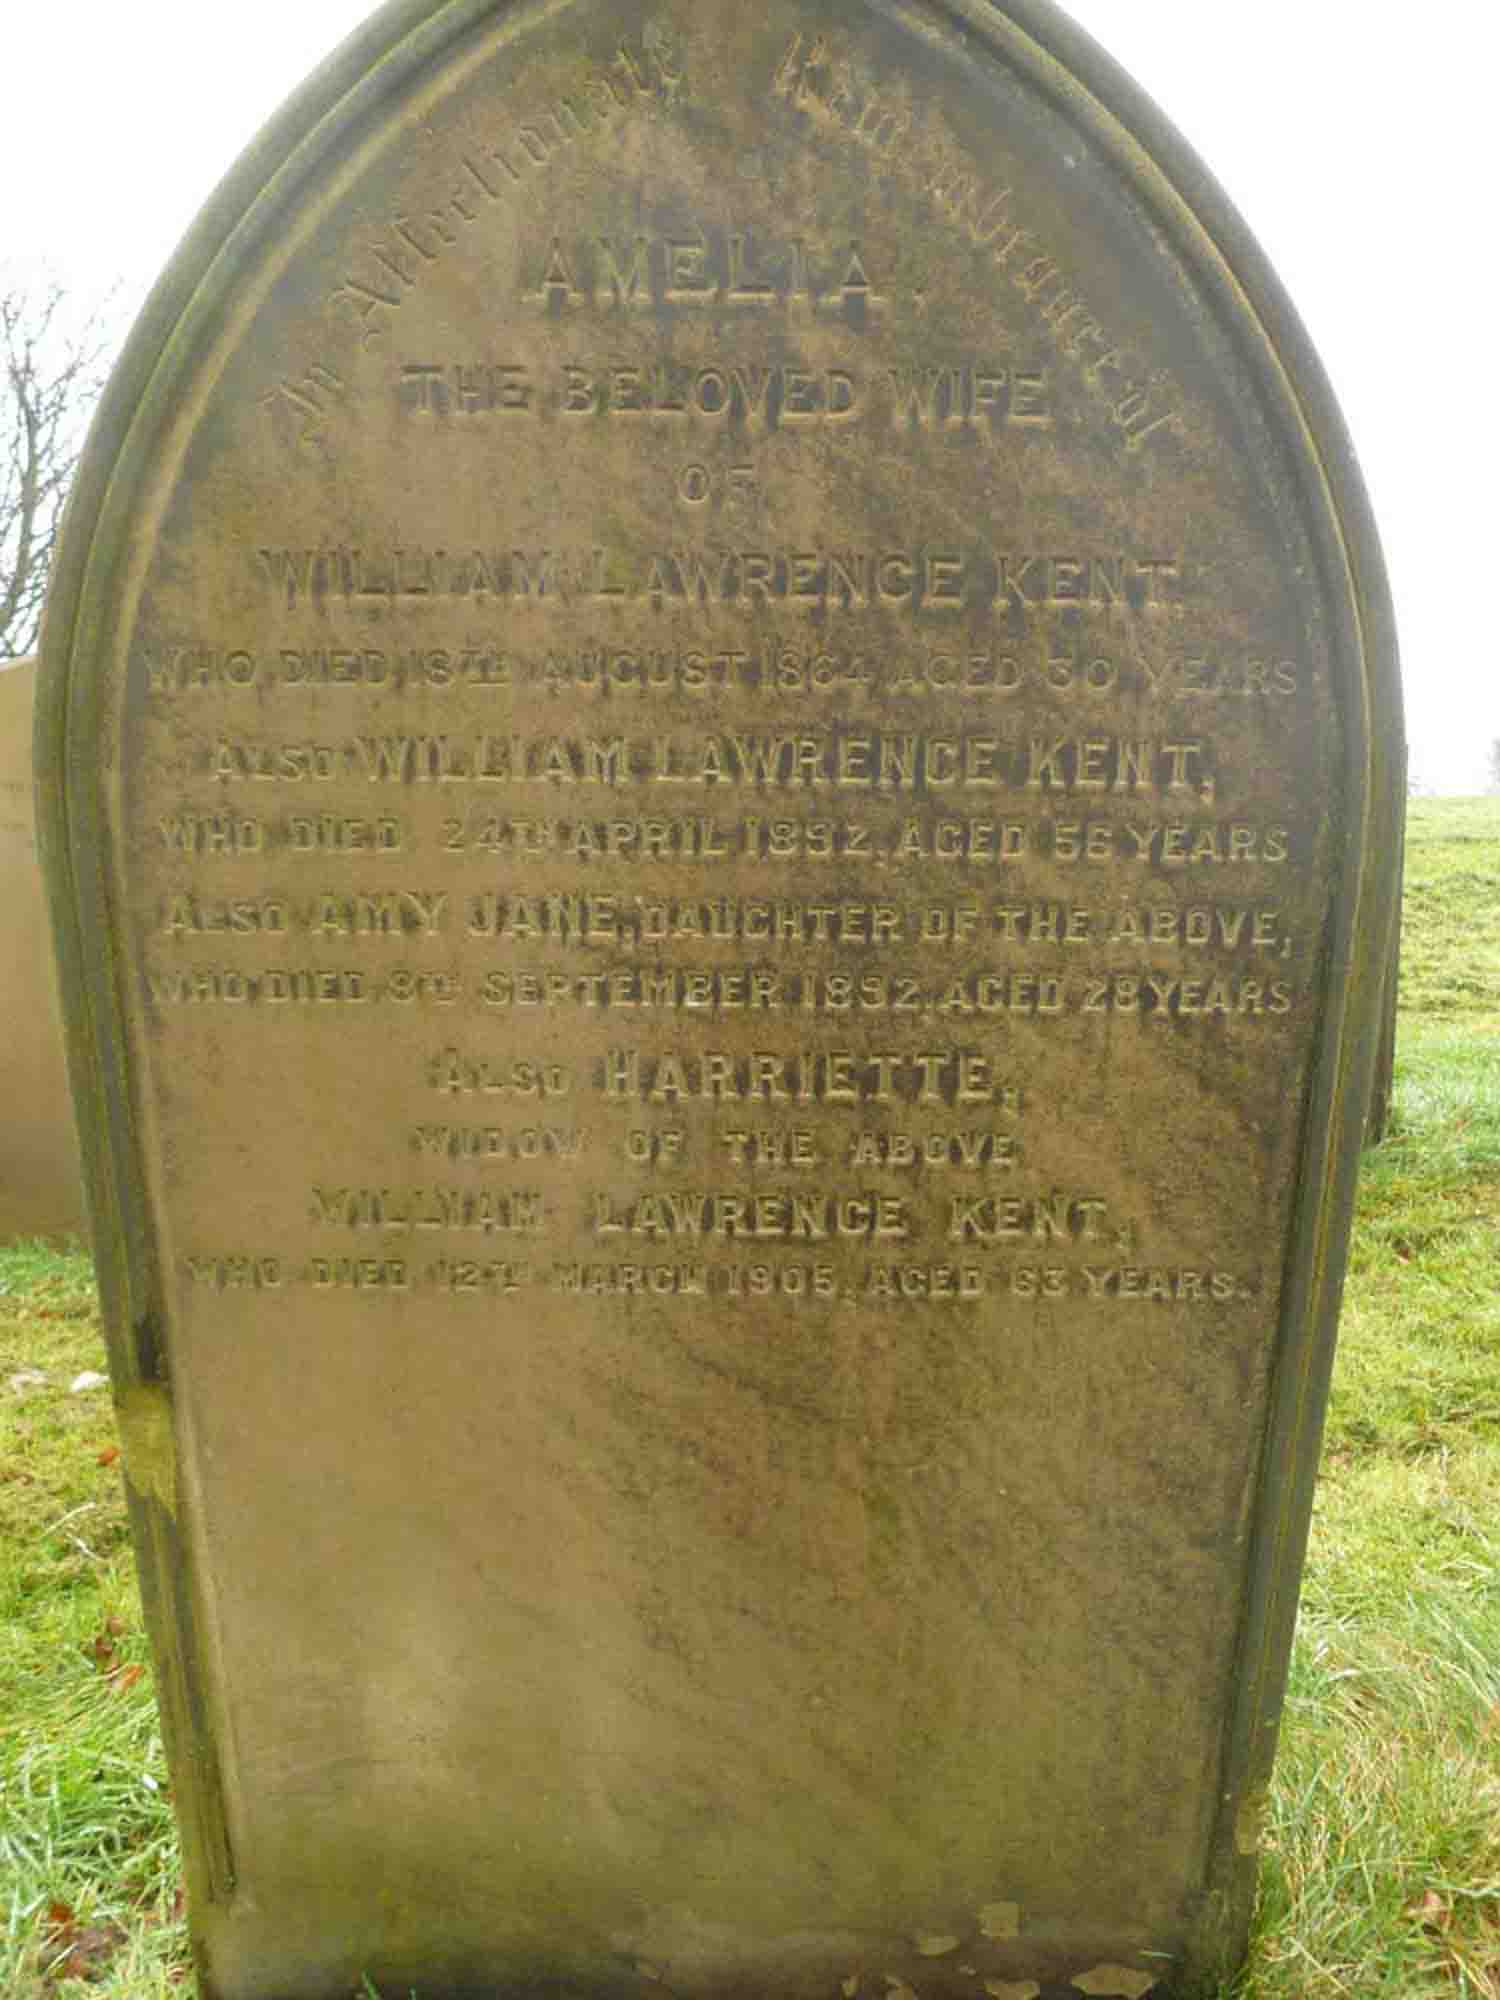 In Affectionate Remembrance of
AMELIA,
THE BELOVED WIFE
OF
WILLIAM LAWRENCE KENT,
WHO DIED 18TH AUGUST 1864, AGED 30 YEARS
ALSO WILLIAM LAWRENCE KENT,
WHO DIED 24TH APRIL 1892, AGED 56 YEARS
ALSO AMY JANE, DAUGHTER OF THE ABOVE,
WHO DIED 8TH SEPTEMBER 1892, AGED 28 YEARS
ALSO HARRIETTE,
WIDOW OF THE ABOVE
WILLIAM LAWRENCE KENT,
WHO DIED 12TH MARCH 1905, AGED 63 YEARS.